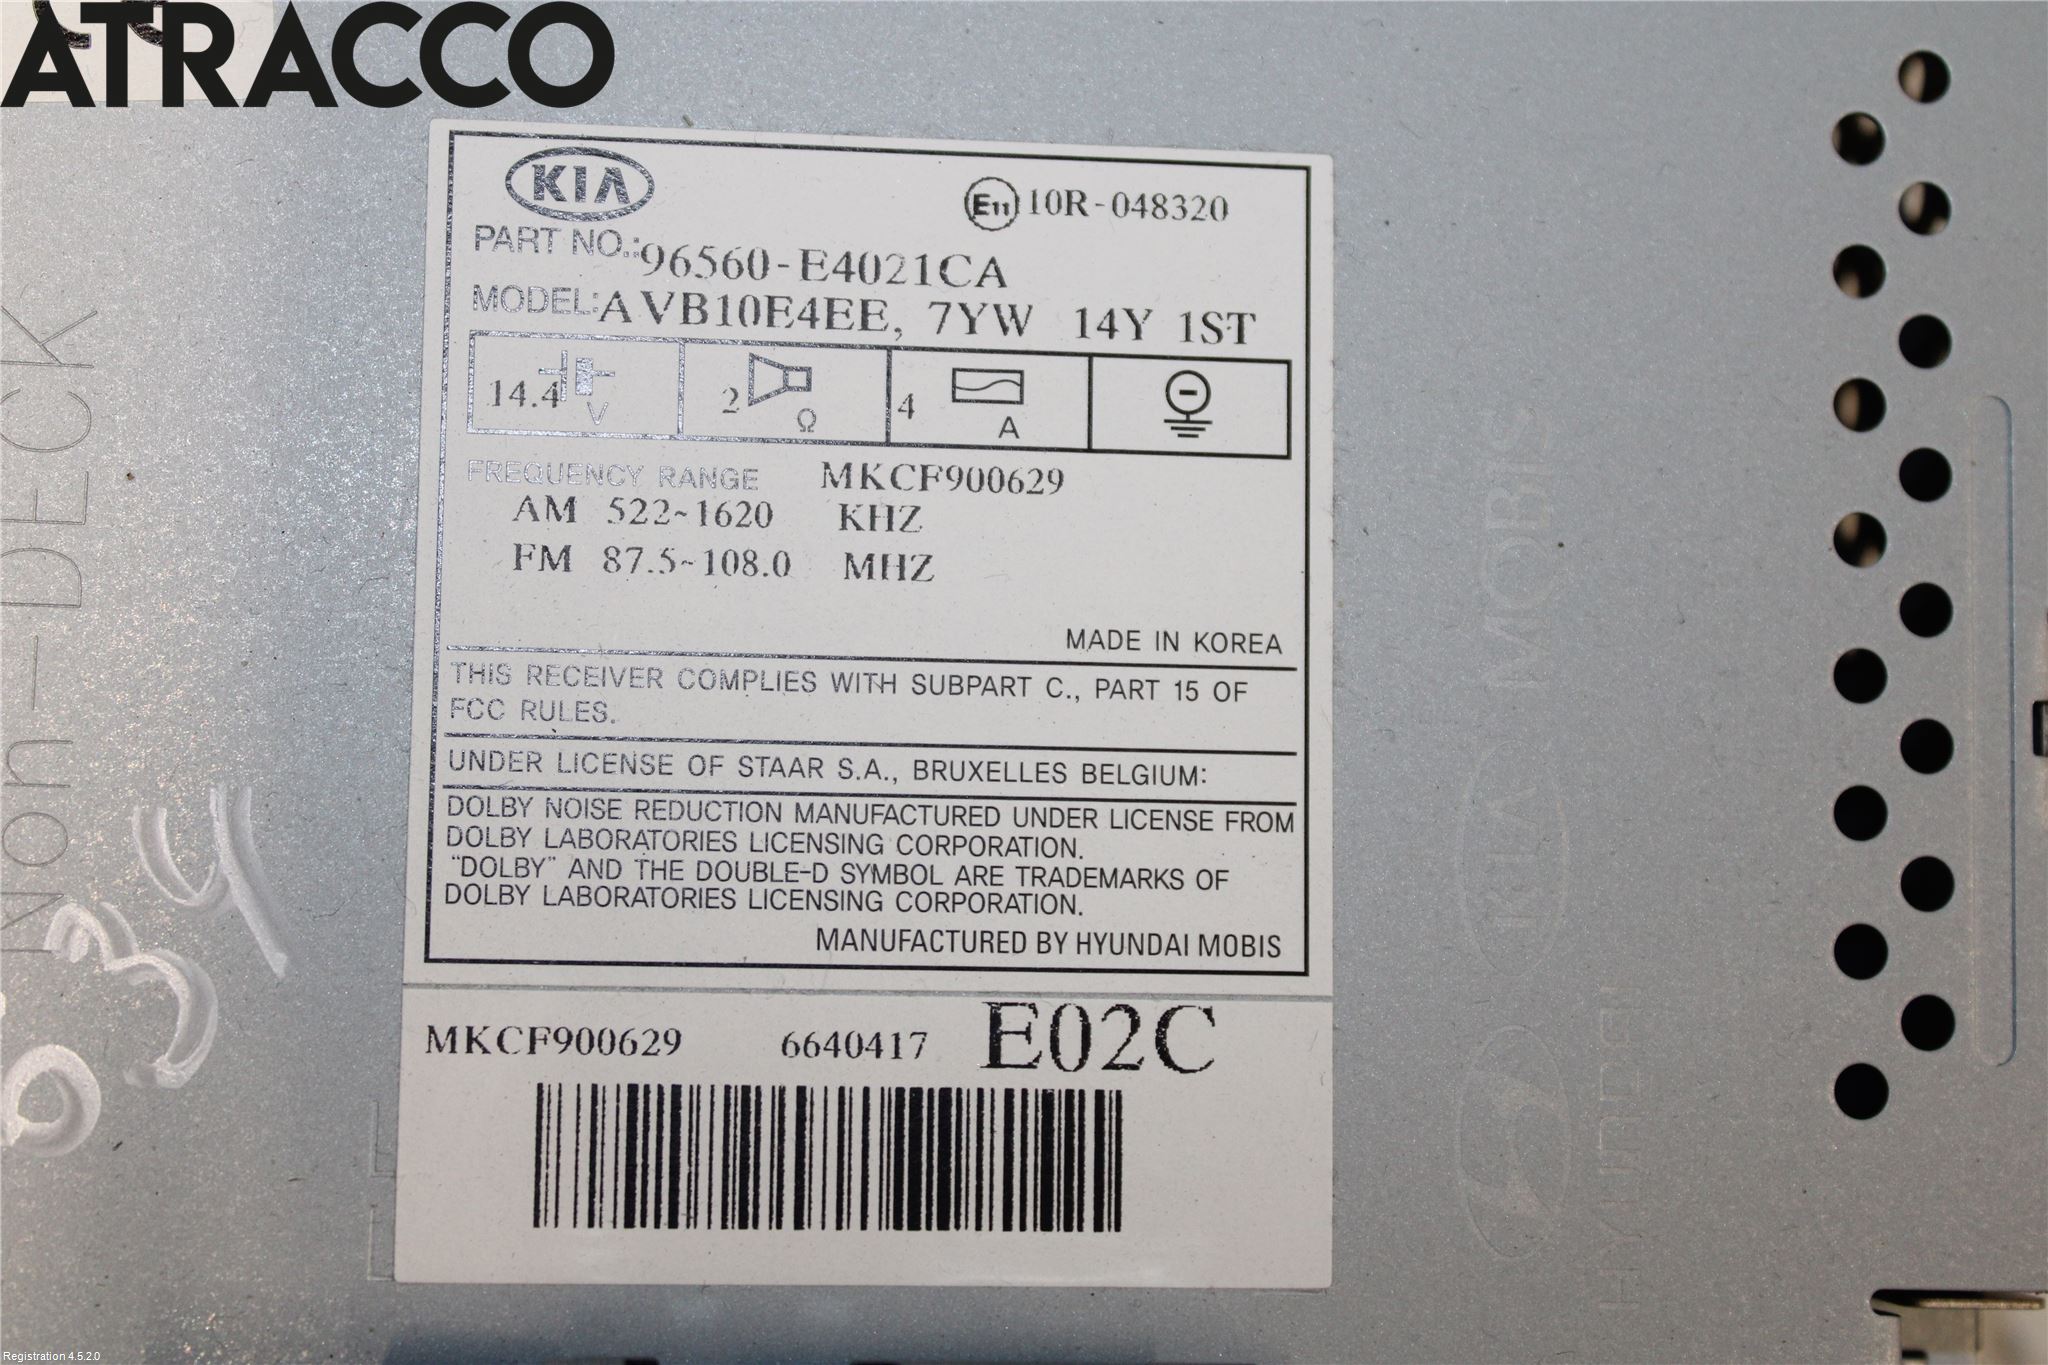 ATRACCO
KIA
E11 10R-048320
PART NO.: 96560-E4021CA
MODEL: AVB10E4EE, 7YW 14Y 1ST
14.4 V 2 Ω 4 A
FREQUENCY RANGE MKCF900629
AM 522~1620 KHZ
FM 87.5~108.0 MHZ
MADE IN KOREA
THIS RECEIVER COMPLIES WITH SUBPART C., PART 15 OF
FCC RULES.
UNDER LICENSE OF STAAR S.A., BRUXELLES BELGIUM:
DOLBY NOISE REDUCTION MANUFACTURED UNDER LICENSE FROM
DOLBY LABORATORIES LICENSING CORPORATION.
"DOLBY" AND THE DOUBLE-D SYMBOL ARE TRADEMARKS OF
DOLBY LABORATORIES LICENSING CORPORATION.
MANUFACTURED BY HYUNDAI MOBIS
MKCF900629 6640417 E02C
Non-DECK
HYUNDAI KIA MOBIS
Registration 4.5.2.0